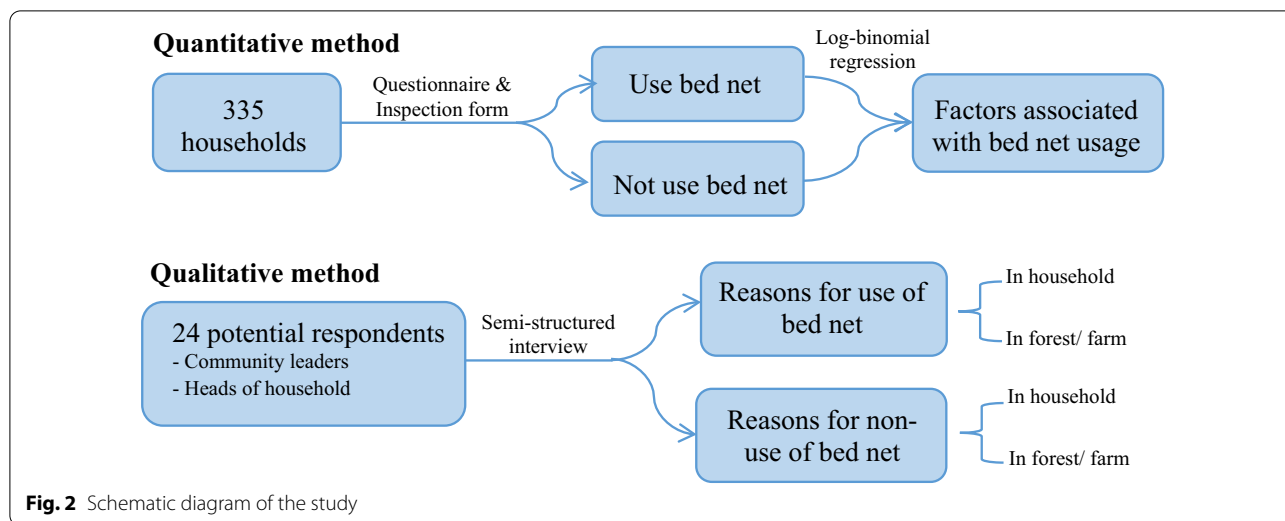 Quantitative method
335
households
Questionnaire &
Inspection form
Use bed net
Not use bed net
Log-binomial
regression
Factors associated
with bed net usage
Qualitative method
24 potential respondents
- Community leaders
- Heads of household
Semi-structured
interview
Reasons for use of
bed net
In household
In forest/ farm
Reasons for non-
use of bed net
In household
In forest/ farm
Fig. 2 Schematic diagram of the study